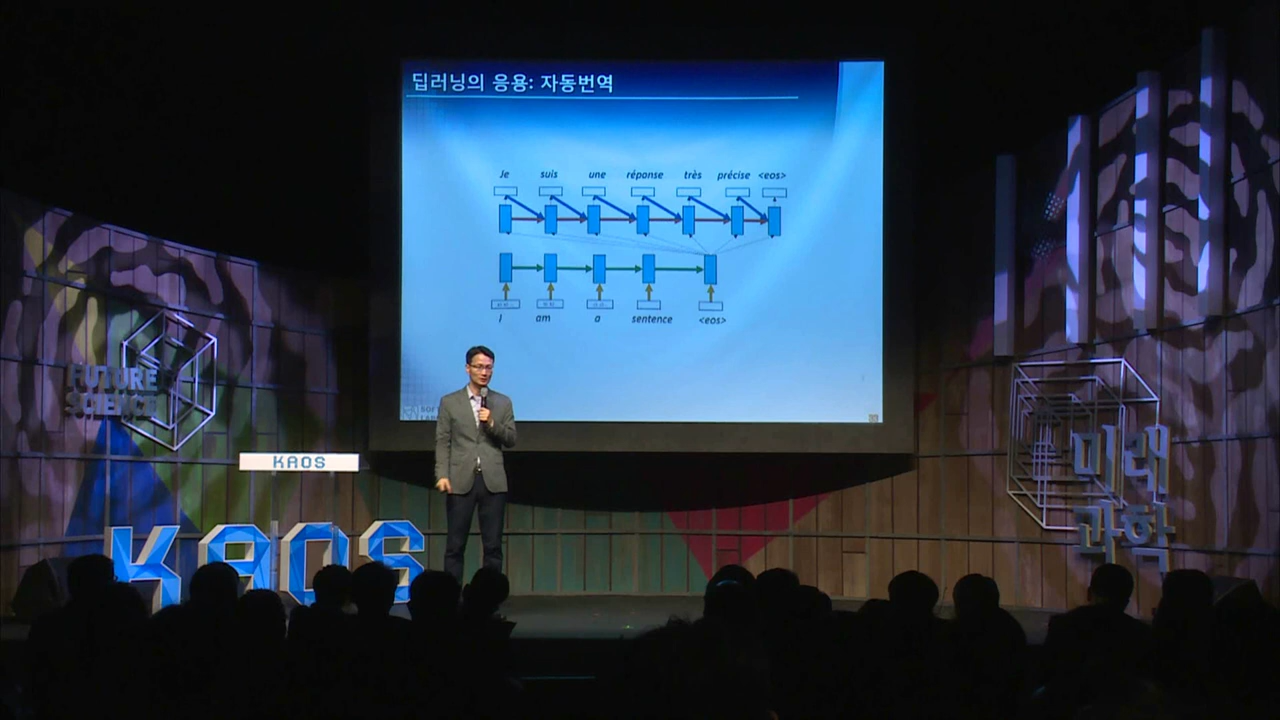 딥러닝의 응용: 자동번역
Je suis une réponse très précise <eos>
I am a sentence <eos>
FUTURE
SCIENCE
KAOS
KAOS
미래
과학